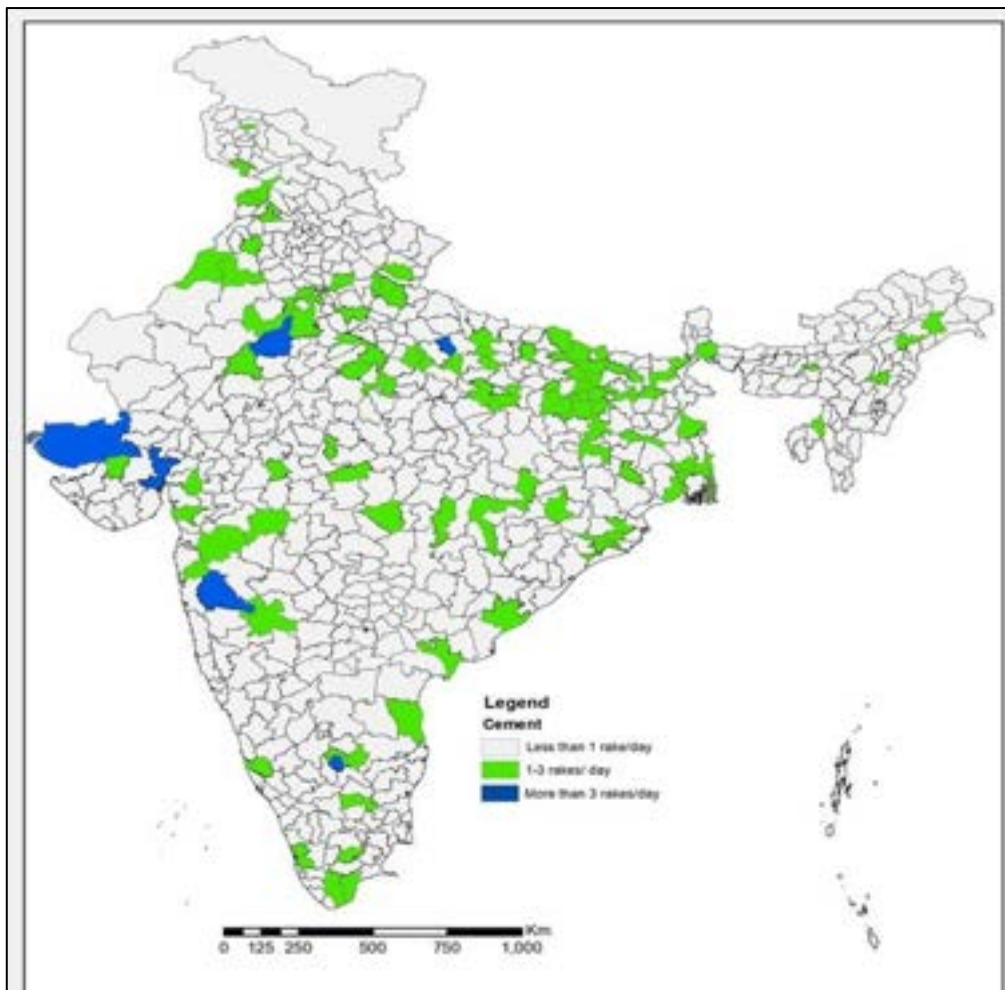 Legend
Cement
Less than 1 rake/day
1-3 rakes/ day
More than 3 rakes/day
Km
0 125 250 500 750 1,000